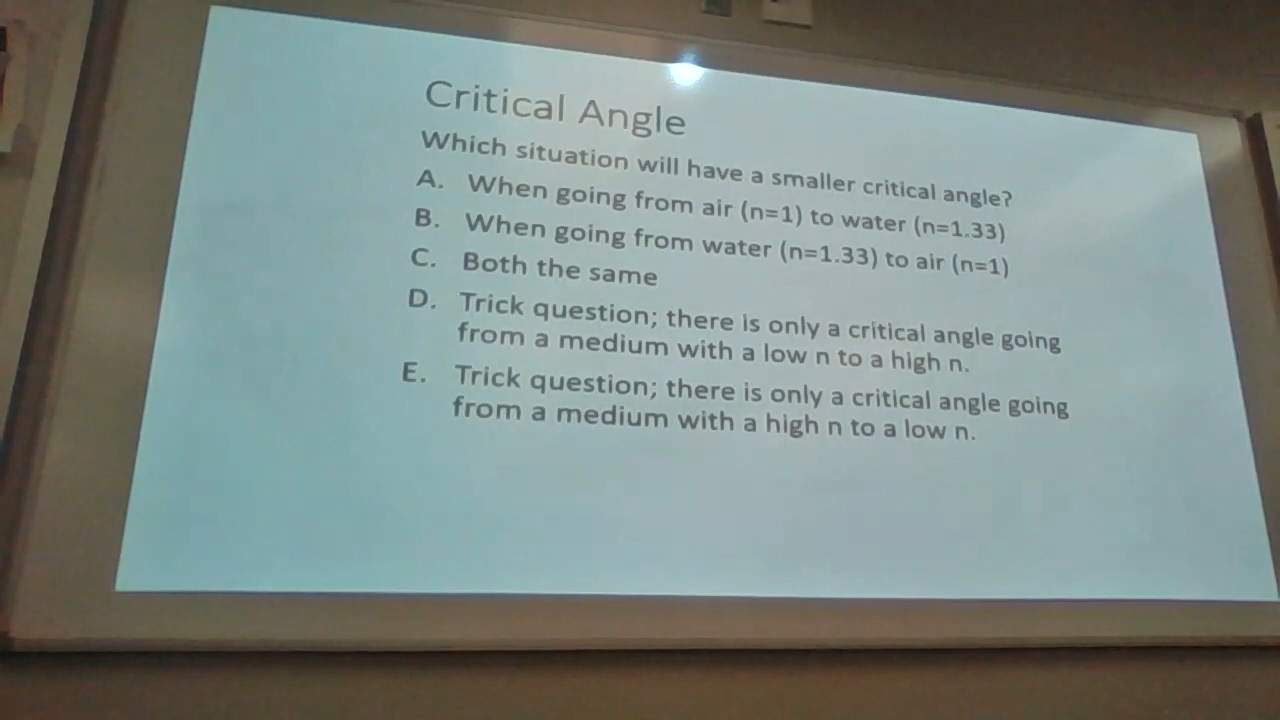 Critical Angle
Which situation will have a smaller critical angle?
A. When going from air (n=1) to water (n=1.33)
B. When going from water (n=1.33) to air (n=1)
C. Both the same
D. Trick question; there is only a critical angle going
from a medium with a low n to a high n.
E. Trick question; there is only a critical angle going
from a medium with a high n to a low n.